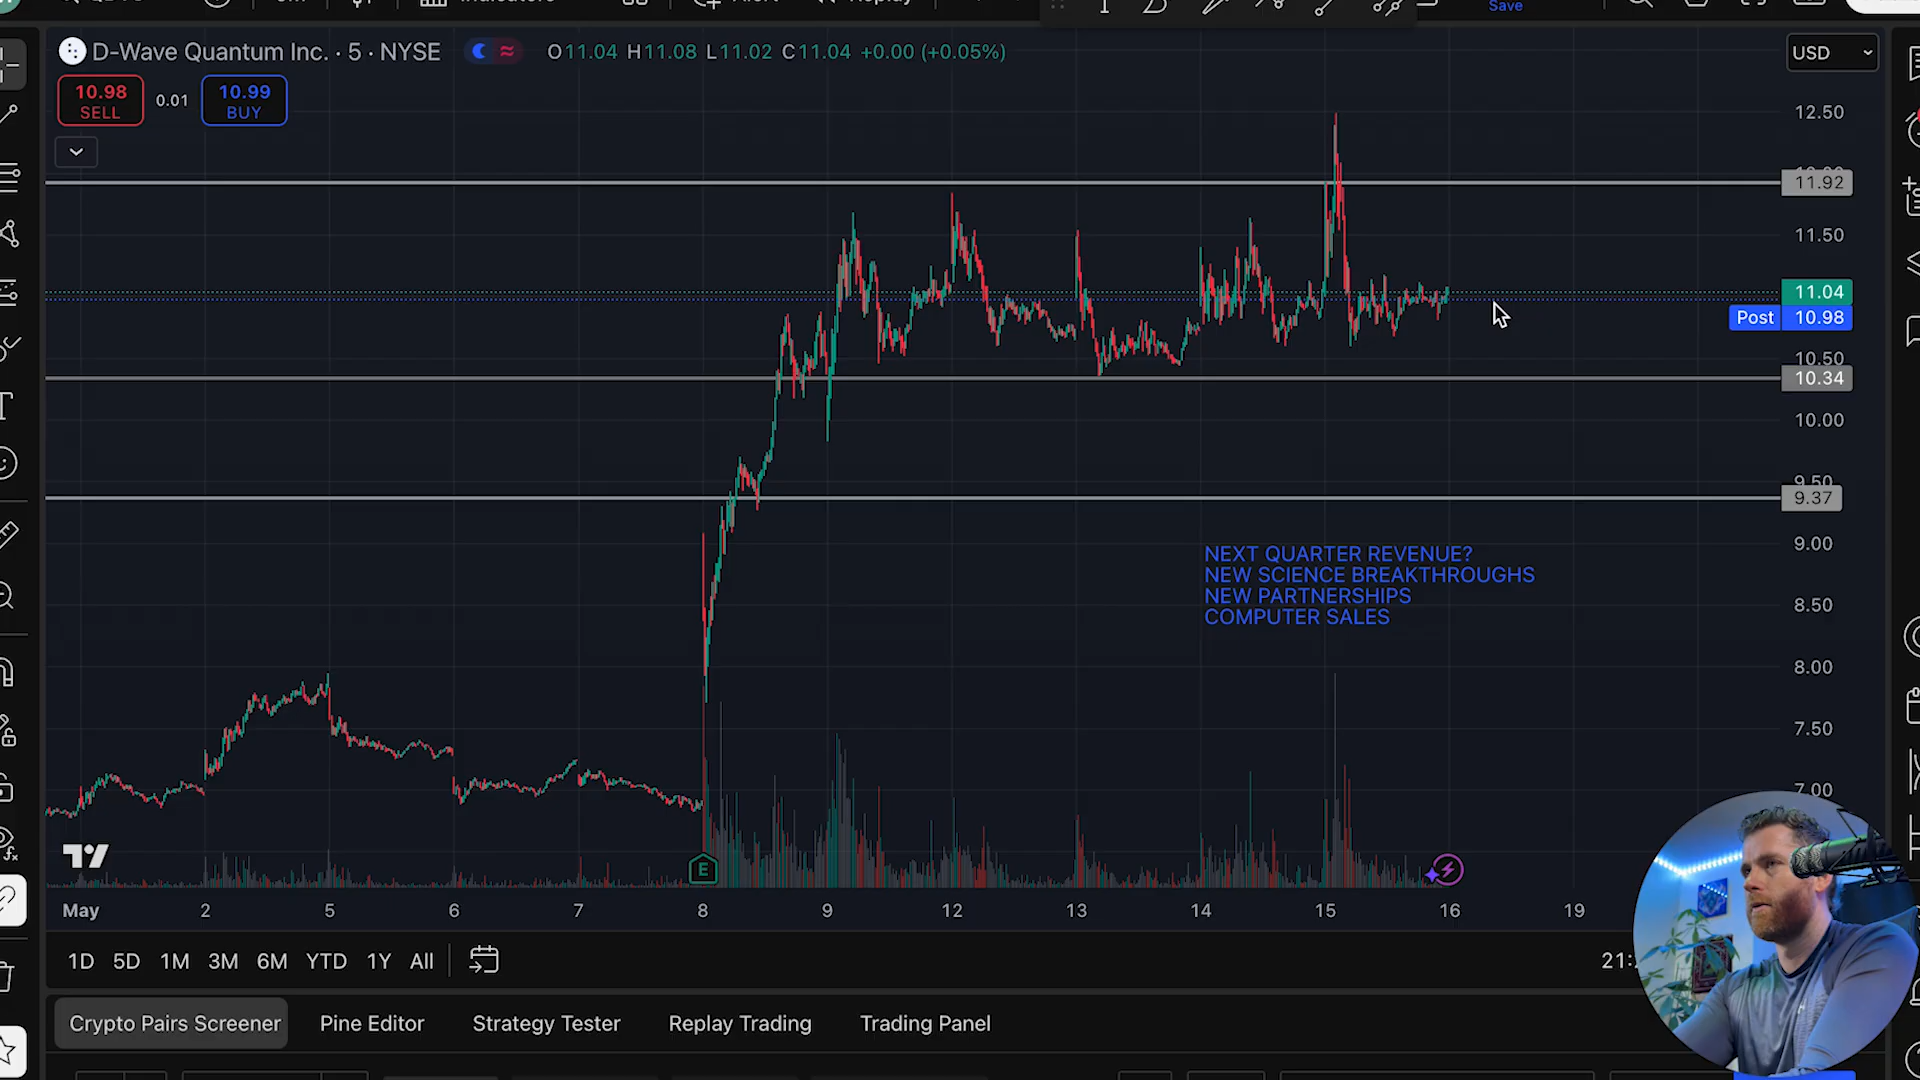 Save
D-Wave Quantum Inc. · 5 · NYSE
O11.04 H11.08 L11.02 C11.04 +0.00 (+0.05%)
USD
10.98
SELL
0.01
10.99
BUY
12.50
11.92
11.50
11.04
Post 10.98
10.50
10.34
10.00
9.50
9.37
9.00
NEXT QUARTER REVENUE?
NEW SCIENCE BREAKTHROUGHS
NEW PARTNERSHIPS
COMPUTER SALES
8.50
8.00
7.50
7.00
E
May 2 5 6 7 8 9 12 13 14 15 16 19
1D 5D 1M 3M 6M YTD 1Y All
21:
Crypto Pairs Screener Pine Editor Strategy Tester Replay Trading Trading Panel